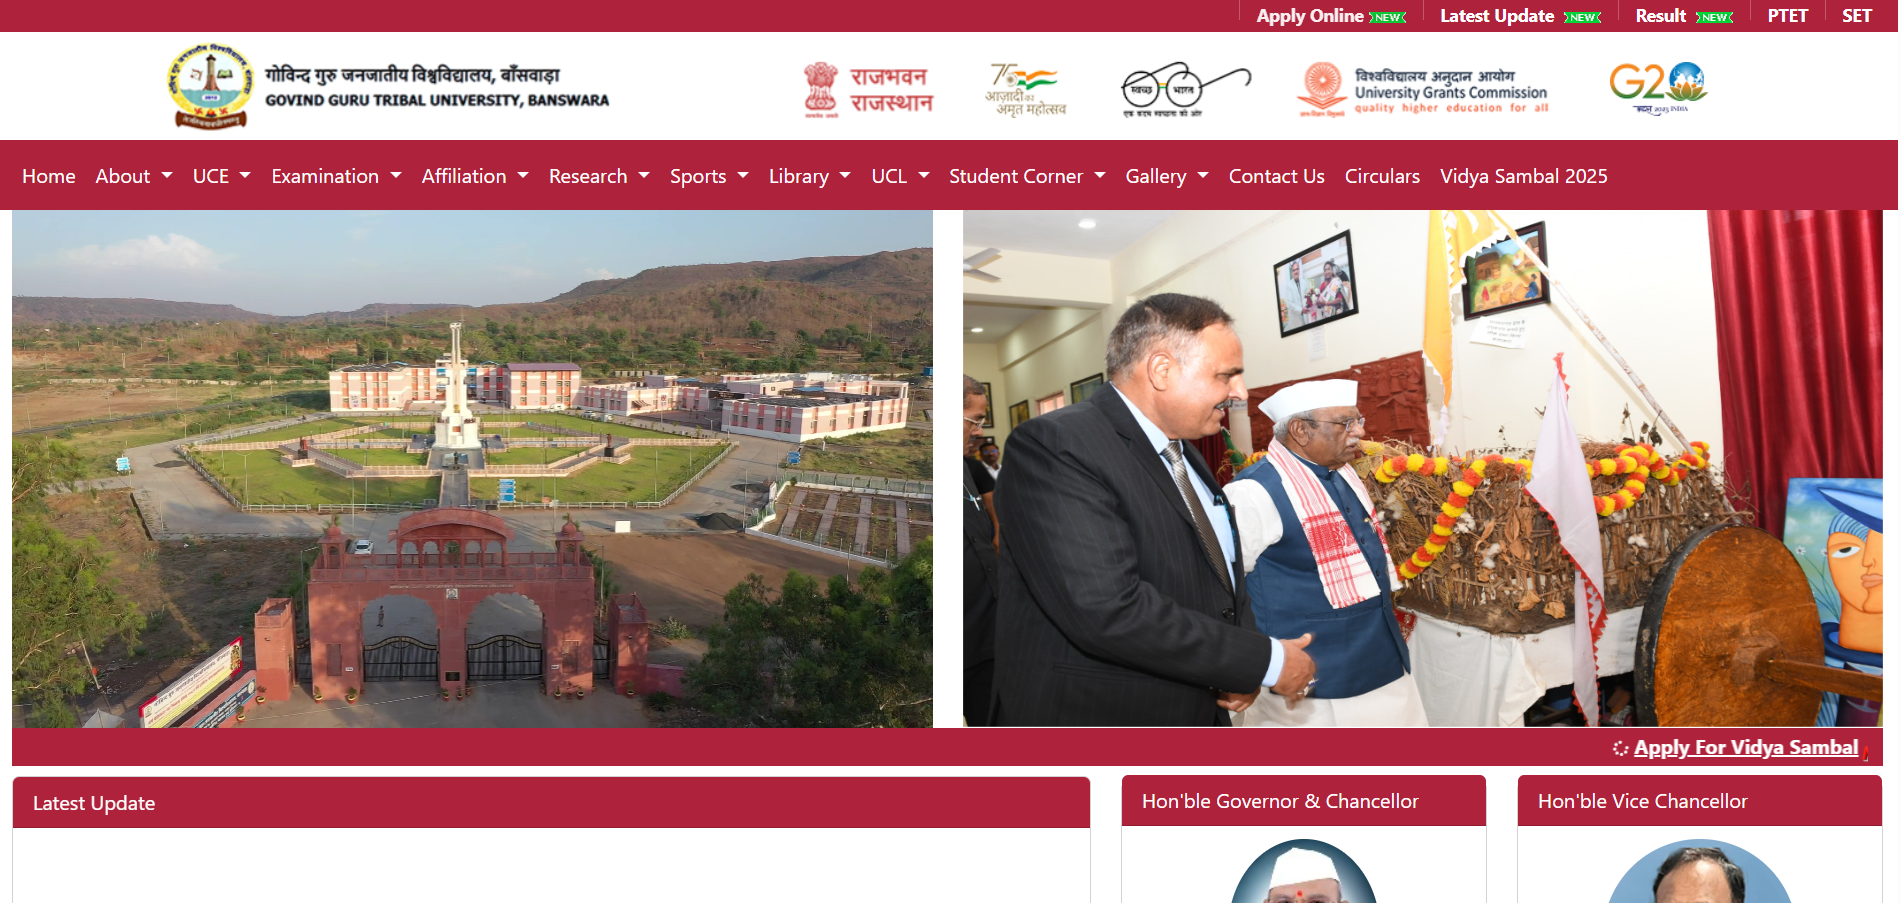 Apply Online NEW
Latest Update NEW
Result NEW
PTET
SET
गोविन्द गुरु जनजातीय विश्वविद्यालय, बाँसवाड़ा
GOVIND GURU TRIBAL UNIVERSITY, BANSWARA
राजभवन
राजस्थान
75
आज़ादी का
अमृत महोत्सव
स्वच्छ भारत
एक कदम स्वच्छता की ओर
विश्वविद्यालय अनुदान आयोग
University Grants Commission
quality higher education for all
G20
2023 INDIA
Home
About
UCE
Examination
Affiliation
Research
Sports
Library
UCL
Student Corner
Gallery
Contact Us
Circulars
Vidya Sambal 2025
Apply For Vidya Sambal
Latest Update
Hon'ble Governor & Chancellor
Hon'ble Vice Chancellor